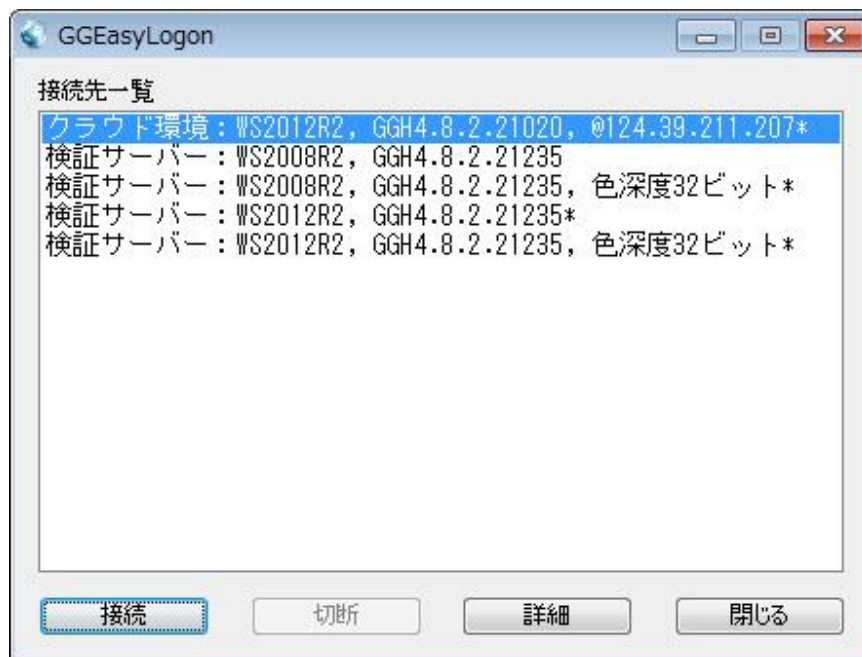 GGEasyLogon
接続先一覧
クラウド環境：WS2012R2, GGH4.8.2.21020, @124.39.211.207*
検証サーバー：WS2008R2, GGH4.8.2.21235
検証サーバー：WS2008R2, GGH4.8.2.21235, 色深度32ビット*
検証サーバー：WS2012R2, GGH4.8.2.21235*
検証サーバー：WS2012R2, GGH4.8.2.21235, 色深度32ビット*
接続 切断 詳細 閉じる